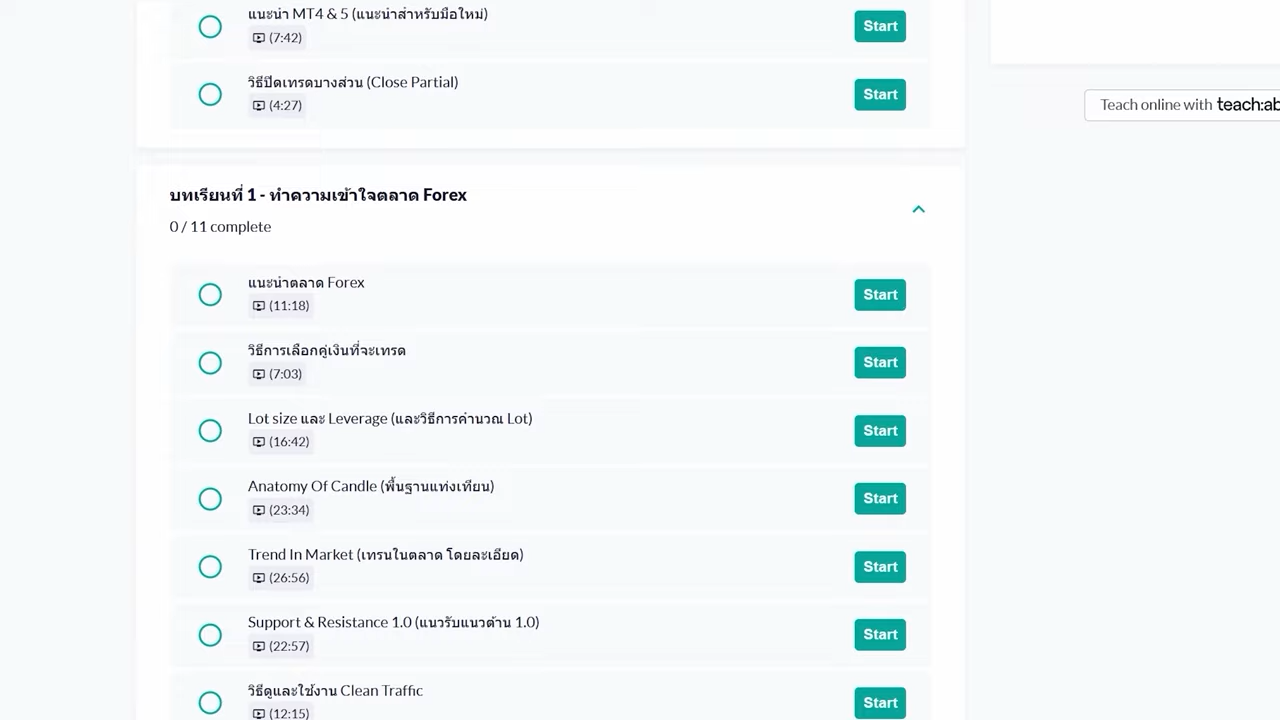 แนะนำ MT4 & 5 (แนะนำสำหรับมือใหม่)
(7:42)
Start
วิธีปิดเทรดบางส่วน (Close Partial)
(4:27)
Start
Teach online with teach:ab
บทเรียนที่ 1 - ทำความเข้าใจตลาด Forex
0 / 11 complete
แนะนำตลาด Forex
(11:18)
Start
วิธีการเลือกคู่เงินที่จะเทรด
(7:03)
Start
Lot size และ Leverage (และวิธีการคำนวณ Lot)
(16:42)
Start
Anatomy Of Candle (พื้นฐานแท่งเทียน)
(23:34)
Start
Trend In Market (เทรนในตลาด โดยละเอียด)
(26:56)
Start
Support & Resistance 1.0 (แนวรับแนวต้าน 1.0)
(22:57)
Start
วิธีดูและใช้งาน Clean Traffic
(12:15)
Start